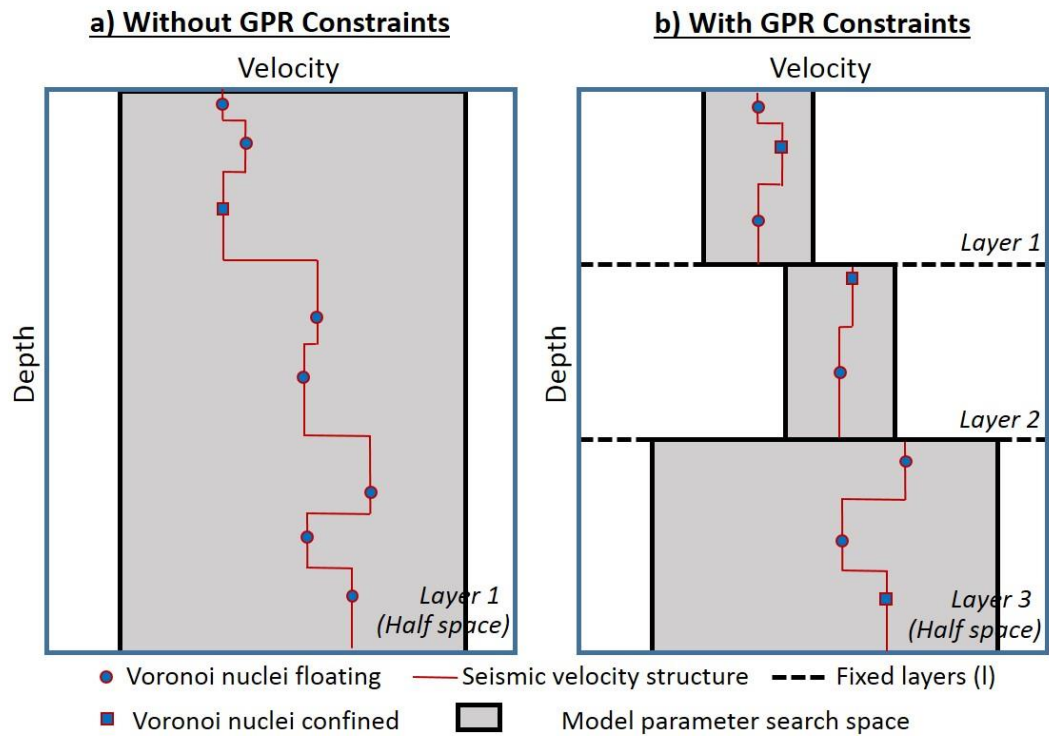 a) Without GPR Constraints
b) With GPR Constraints
Velocity
Velocity
Depth
Depth
Layer 1
Layer 2
Layer 1
(Half space)
Layer 3
(Half space)
Voronoi nuclei floating
Seismic velocity structure
Fixed layers (l)
Voronoi nuclei confined
Model parameter search space